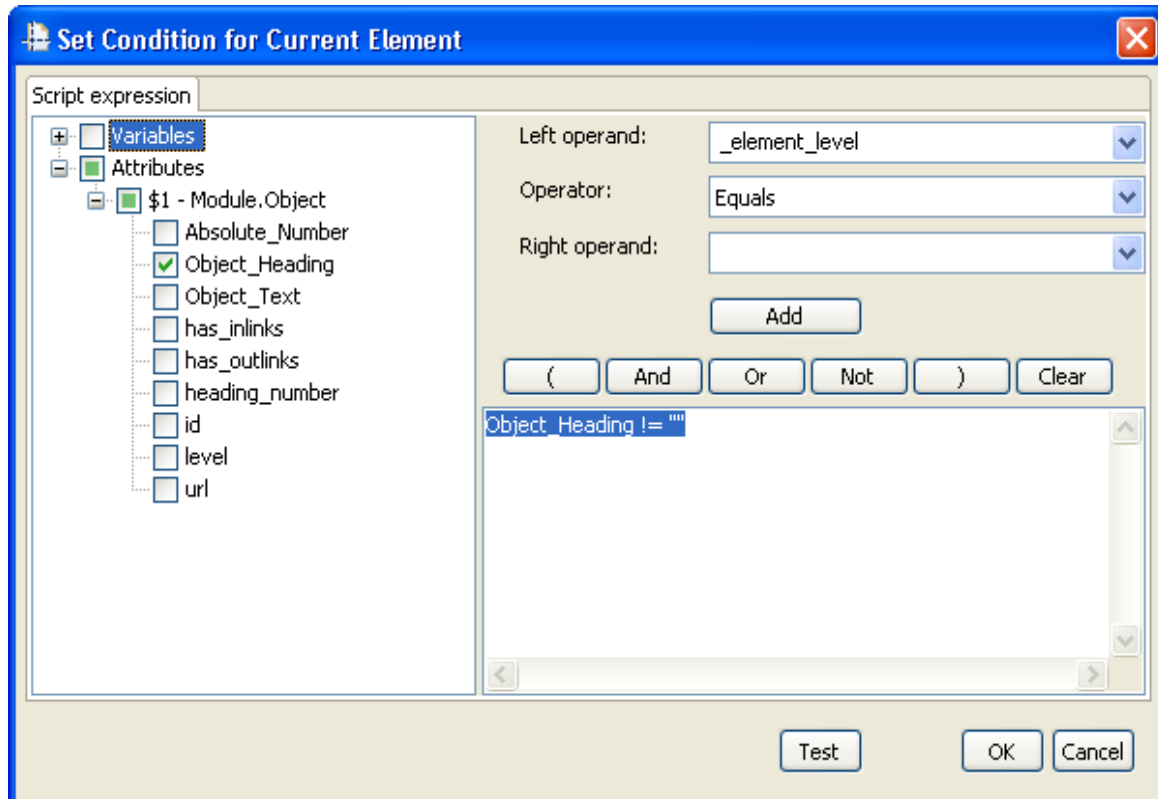 Set Condition for Current Element
Script expression
Variables
Attributes
$1 - Module.Object
Absolute_Number
Object_Heading
Object_Text
has_inlinks
has_outlinks
heading_number
id
level
url
Left operand:
_element_level
Operator:
Equals
Right operand:
Add
( And Or Not ) Clear
Object_Heading != ""
Test OK Cancel